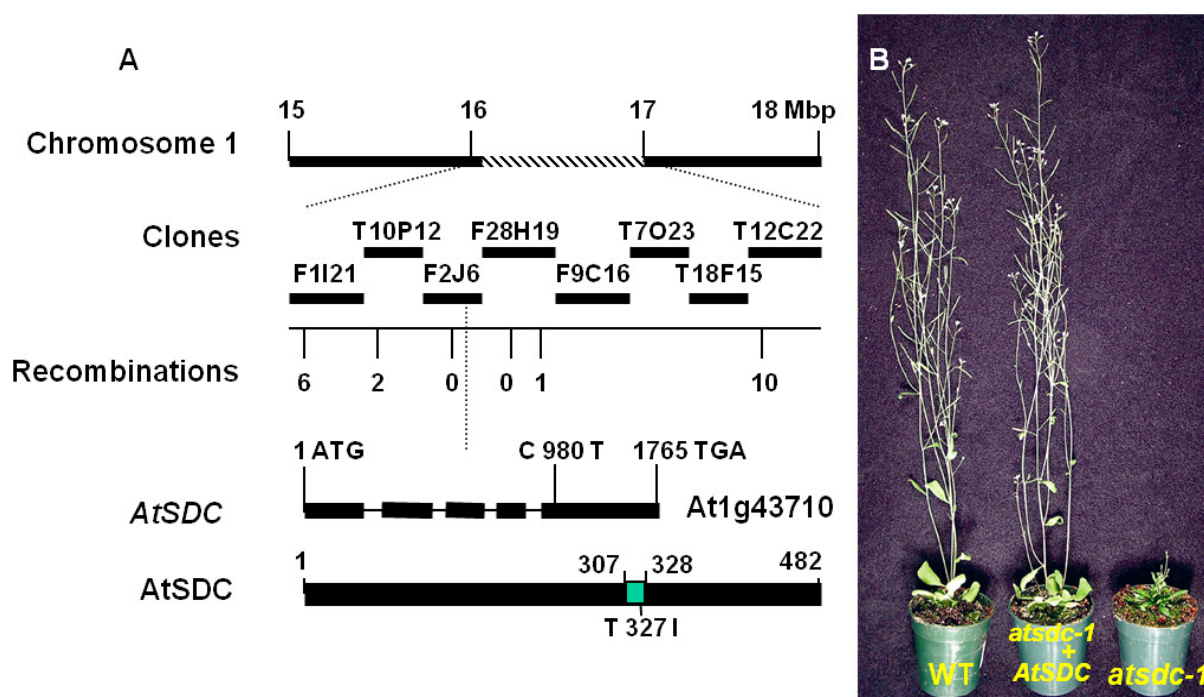 A
15 16 17 18 Mbp
Chromosome 1
Clones
T10P12 F28H19 T7O23 T12C22
F1I21 F2J6 F9C16 T18F15
Recombinations
6 2 0 0 1 10
1 ATG C 980 T 1765 TGA
AtSDC At1g43710
1 307 328 482
AtSDC
T 327 I
B
WT
atsdc-1
+
AtSDC
atsdc-1